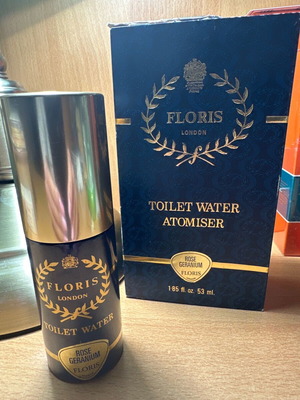 FLORIS
LONDON
TOILET WATER
ATOMISER
ROSE
GERANIUM
FLORIS
1·85 fl. oz. 53 ml.
FLORIS
LONDON
TOILET WATER
ROSE
GERANIUM
FLORIS